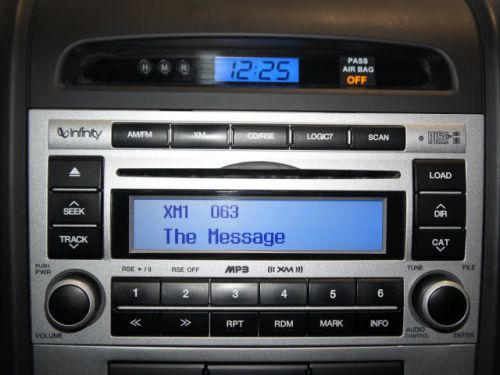 H M R 12:25 PASS AIR BAG OFF
infinity AM/FM XM CD/RSE LOGIC7 SCAN DISC
LOAD
XM1 063
SEEK DIR
The Message
TRACK CAT
PUSH PWR RSE ►/II RSE OFF MP3 ((XM)) TUNE FILE
1 2 3 4 5 6
<< >> RPT RDM MARK INFO
VOLUME AUDIO CONTROL ENTER